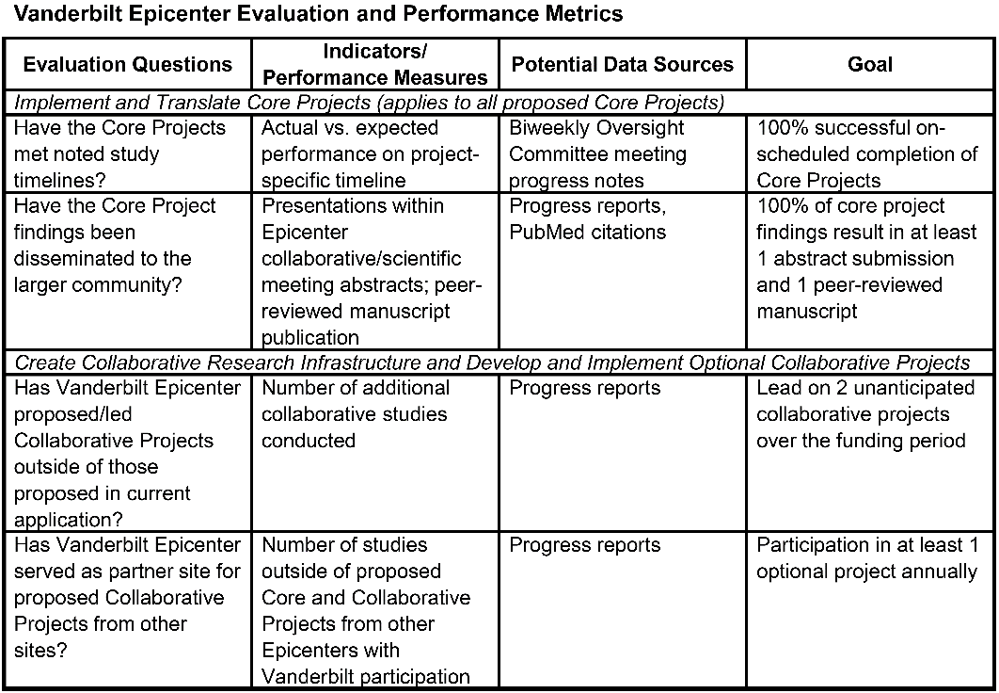 Vanderbilt Epicenter Evaluation and Performance Metrics
Evaluation Questions
Indicators/
Performance Measures
Potential Data Sources
Goal
Implement and Translate Core Projects (applies to all proposed Core Projects)
Have the Core Projects
met noted study
timelines?
Actual vs. expected
performance on project-
specific timeline
Biweekly Oversight
Committee meeting
progress notes
100% successful on-
scheduled completion of
Core Projects
Have the Core Project
findings been
disseminated to the
larger community?
Presentations within
Epicenter
collaborative/scientific
meeting abstracts; peer-
reviewed manuscript
publication
Progress reports,
PubMed citations
100% of core project
findings result in at least
1 abstract submission
and 1 peer-reviewed
manuscript
Create Collaborative Research Infrastructure and Develop and Implement Optional Collaborative Projects
Has Vanderbilt Epicenter
proposed/led
Collaborative Projects
outside of those
proposed in current
application?
Number of additional
collaborative studies
conducted
Progress reports
Lead on 2 unanticipated
collaborative projects
over the funding period
Has Vanderbilt Epicenter
served as partner site for
proposed Collaborative
Projects from other
sites?
Number of studies
outside of proposed
Core and Collaborative
Projects from other
Epicenters with
Vanderbilt participation
Progress reports
Participation in at least 1
optional project annually